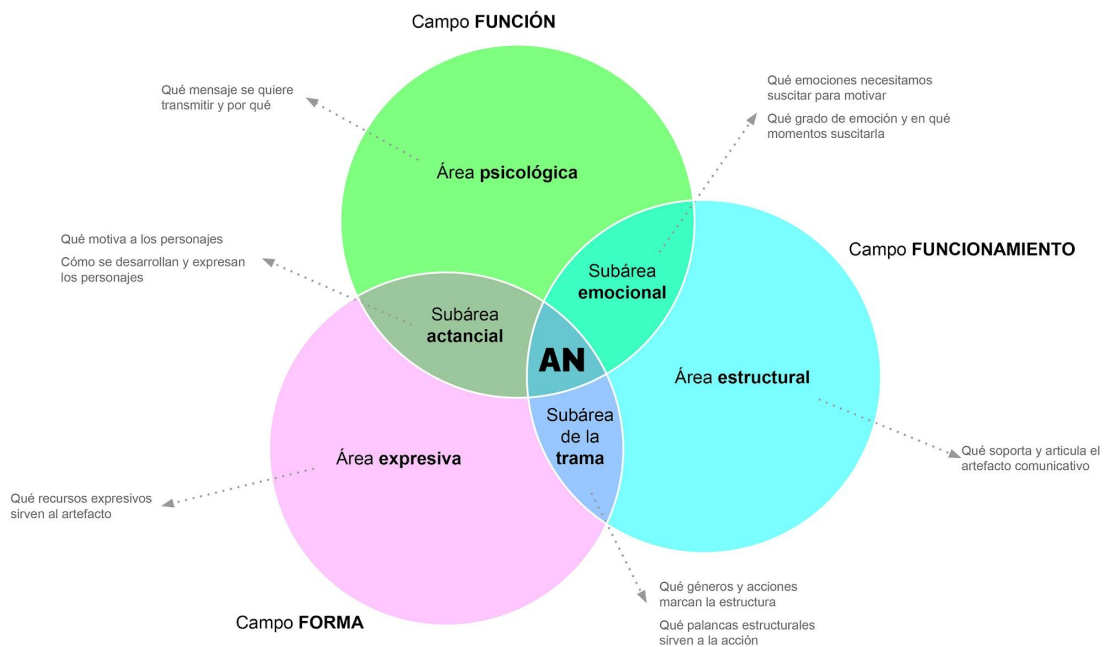 Campo FUNCIÓN
Qué mensaje se quiere
transmitir y por qué
Qué emociones necesitamos
suscitar para motivar
Qué grado de emoción y en qué
momentos suscitarla
Área psicológica
Qué motiva a los personajes
Cómo se desarrollan y expresan
los personajes
Campo FUNCIONAMIENTO
Subárea
emocional
Subárea
actancial
AN
Área estructural
Subárea
de la
trama
Área expresiva
Qué soporta y articula el
artefacto comunicativo
Qué recursos expresivos
sirven al artefacto
Qué géneros y acciones
marcan la estructura
Qué palancas estructurales
sirven a la acción
Campo FORMA